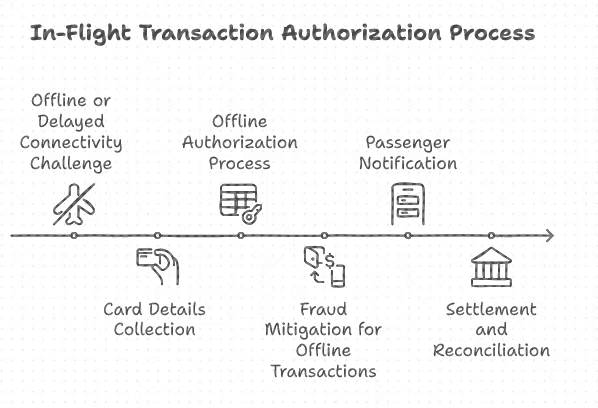 In-Flight Transaction Authorization Process
Offline or
Delayed
Connectivity
Challenge
Card Details
Collection
Offline
Authorization
Process
$
Fraud
Mitigation for
Offline
Transactions
Passenger
Notification
Settlement
and
Reconciliation